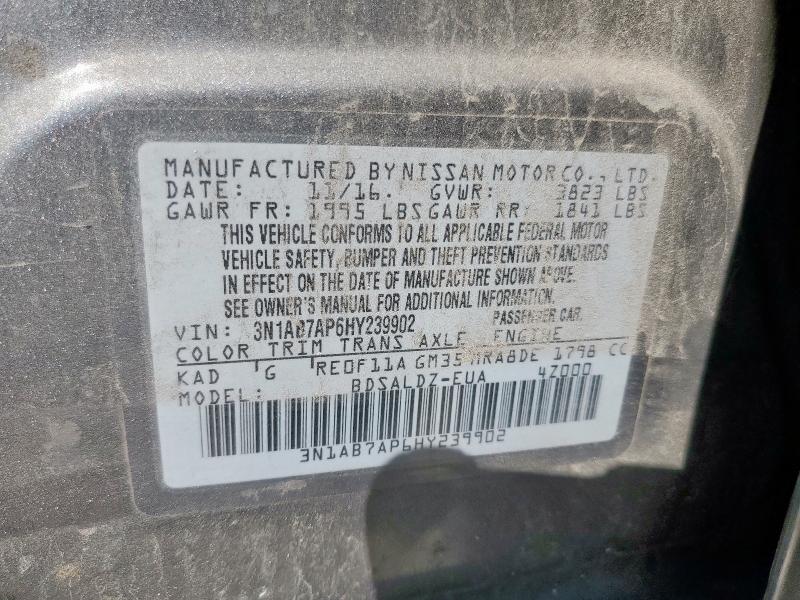 MANUFACTURED BY NISSAN MOTOR CO., LTD.
DATE: 11/16. GVWR: 3823 LBS
GAWR FR: 1995 LBS GAWR RR: 1841 LBS
THIS VEHICLE CONFORMS TO ALL APPLICABLE FEDERAL MOTOR
VEHICLE SAFETY, BUMPER AND THEFT PREVENTION STANDARDS
IN EFFECT ON THE DATE OF MANUFACTURE SHOWN ABOVE.
SEE OWNER'S MANUAL FOR ADDITIONAL INFORMATION.
VIN: 3N1AB7AP6HY239902 PASSENGER CAR
COLOR TRIM TRANS AXLE ENGINE
KAD G RE0F11A GM35 MRA8DE 1798 CC
MODEL: BDSALDZ-EUA 4Z000
3N1AB7AP6HY239902